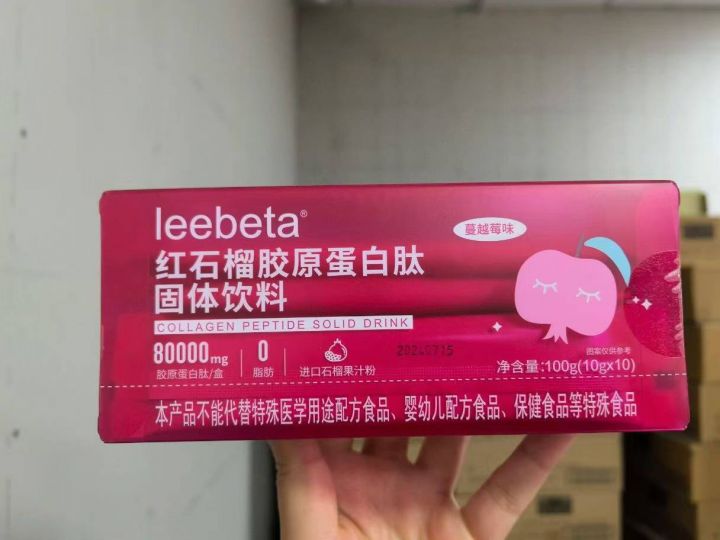 leebeta®
蔓越莓味
红石榴胶原蛋白肽
固体饮料
COLLAGEN PEPTIDE SOLID DRINK
80000mg
胶原蛋白肽/盒
0
脂肪
进口石榴果汁粉
20240715
图案仅供参考
净含量:100g(10gx10)
本产品不能代替特殊医学用途配方食品、婴幼儿配方食品、保健食品等特殊食品